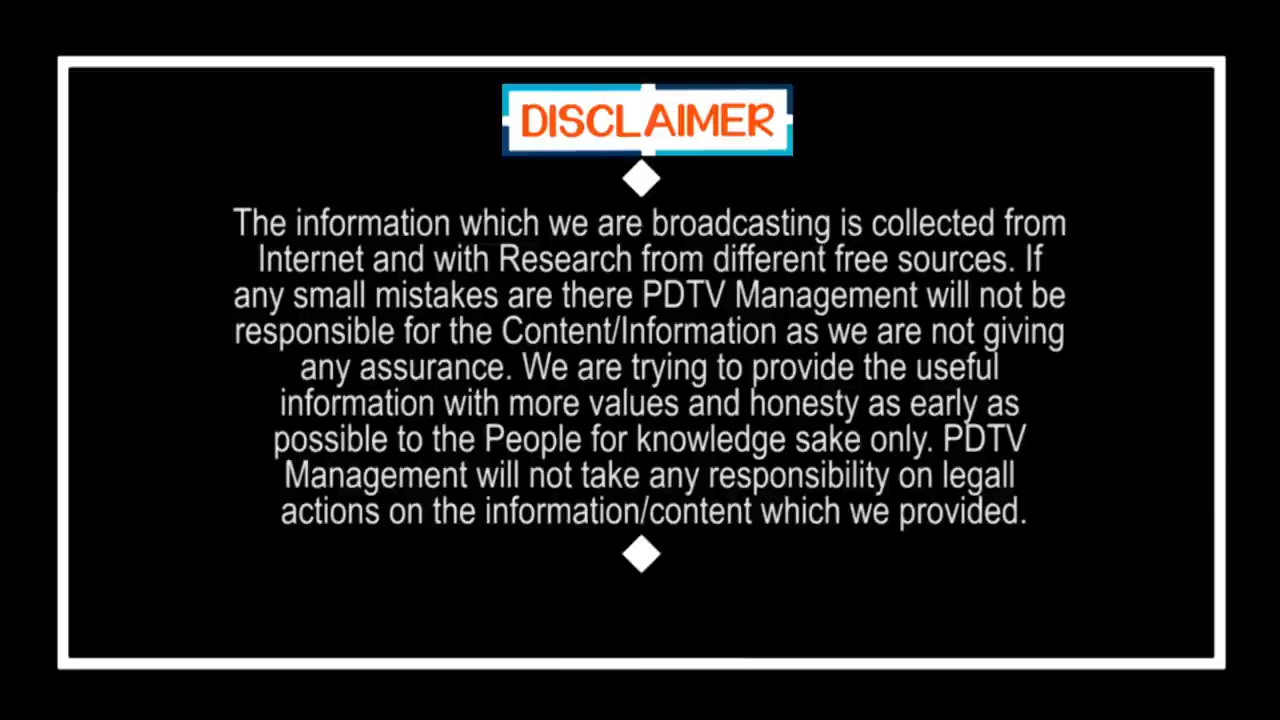 DISCLAIMER
The information which we are broadcasting is collected from
Internet and with Research from different free sources. If
any small mistakes are there PDTV Management will not be
responsible for the Content/Information as we are not giving
any assurance. We are trying to provide the useful
information with more values and honesty as early as
possible to the People for knowledge sake only. PDTV
Management will not take any responsibility on legall
actions on the information/content which we provided.